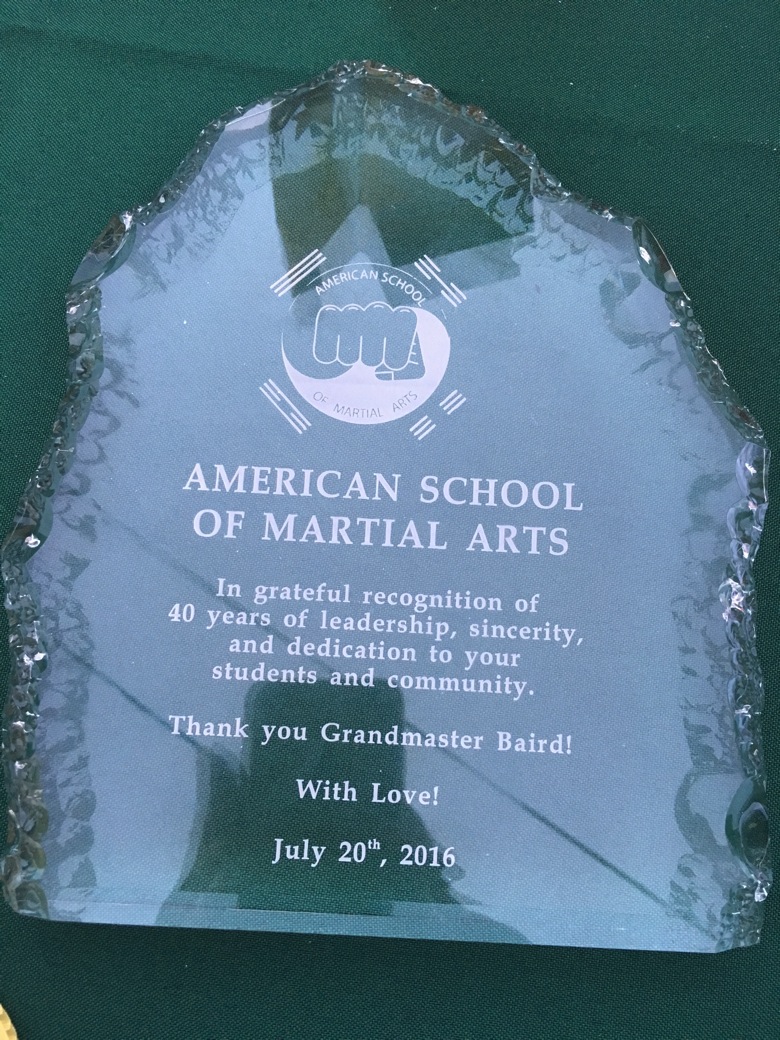 AMERICAN SCHOOL
OF MARTIAL ARTS
AMERICAN SCHOOL
OF MARTIAL ARTS
In grateful recognition of
40 years of leadership, sincerity,
and dedication to your
students and community.
Thank you Grandmaster Baird!
With Love!
July 20th, 2016